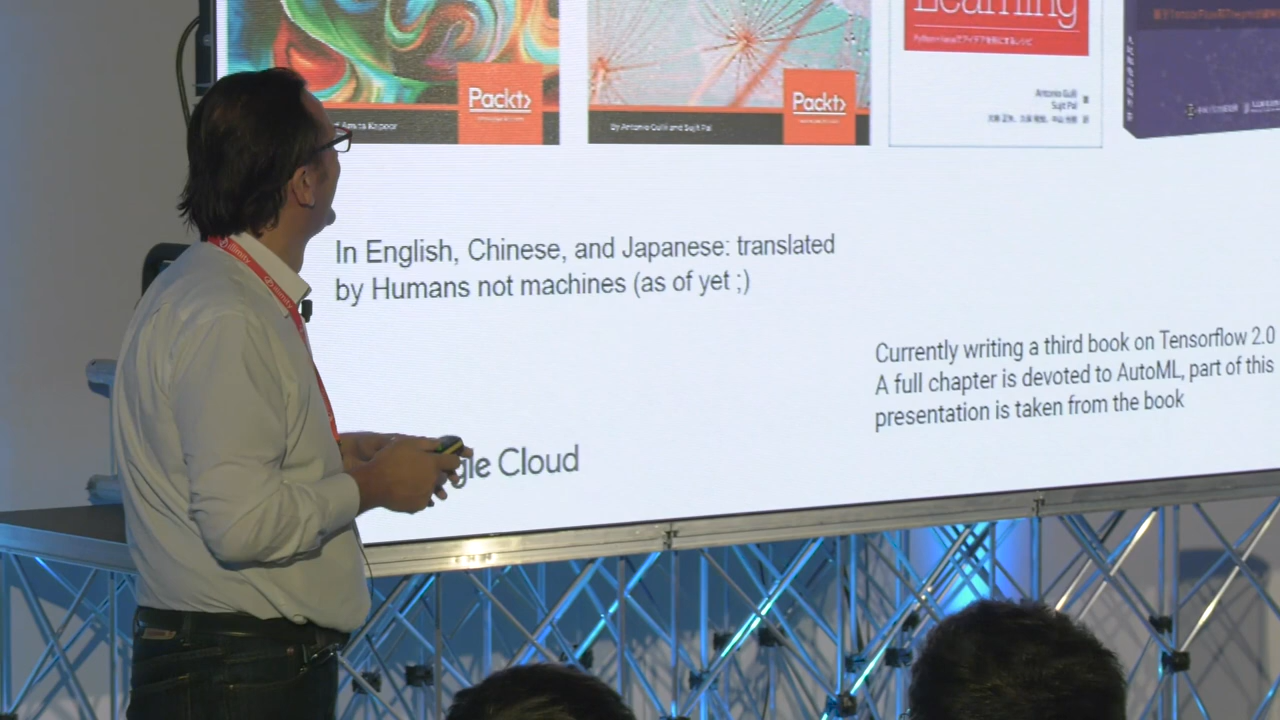 Learning
Antonio Gulli
Sujit Pal
Packt>
Packt>
d Amita Kapoor
By Antonio Gulli and Sujit Pal
In English, Chinese, and Japanese: translated
by Humans not machines (as of yet ;)
Currently writing a third book on Tensorflow 2.0
A full chapter is devoted to AutoML, part of this
presentation is taken from the book
gle Cloud